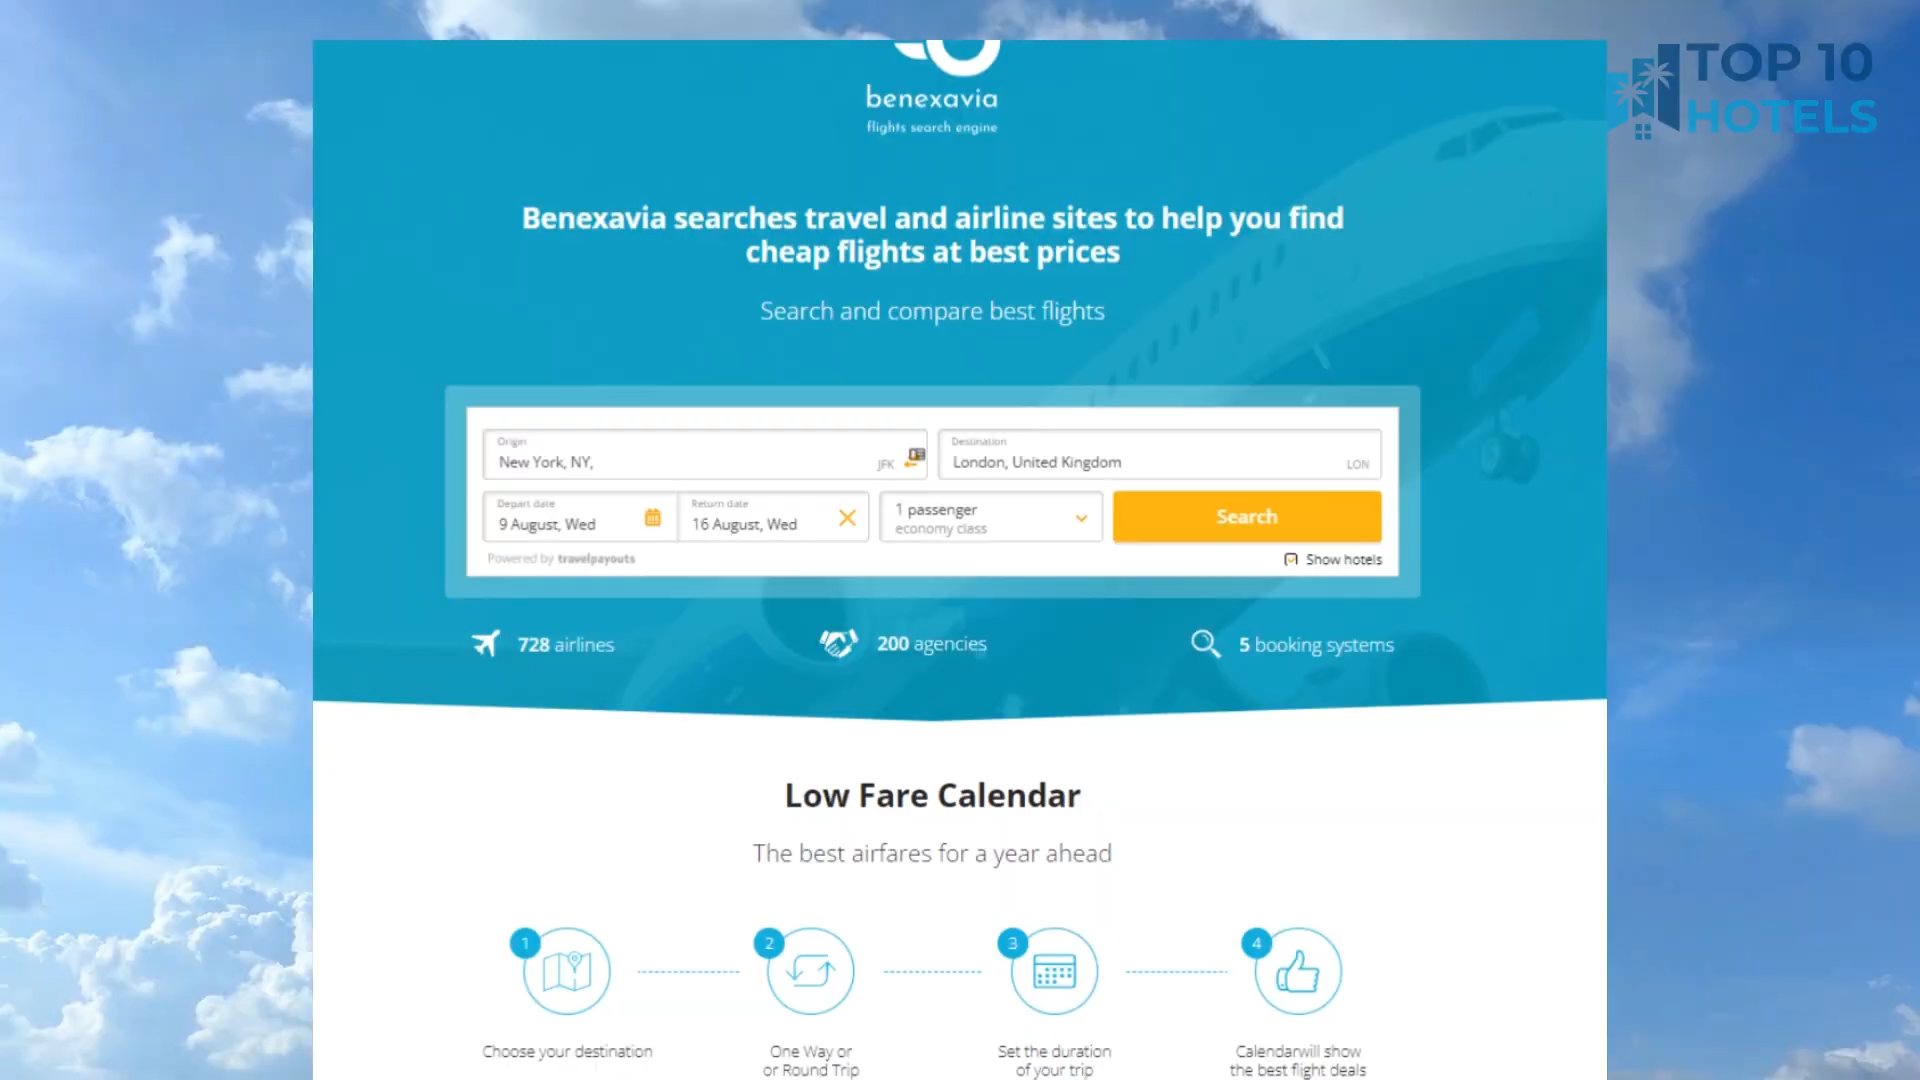 TOP 10
HOTELS
benexavia
flights search engine
Benexavia searches travel and airline sites to help you find
cheap flights at best prices
Search and compare best flights
Origin
New York, NY,
JFK
Destination
London, United Kingdom
LON
Depart date
9 August, Wed
Return date
16 August, Wed
1 passenger
economy class
Search
Powered by travelpayouts
Show hotels
728 airlines
200 agencies
5 booking systems
Low Fare Calendar
The best airfares for a year ahead
1
2
3
4
Choose your destination
One Way or
or Round Trip
Set the duration
of your trip
Calendarwill show
the best flight deals